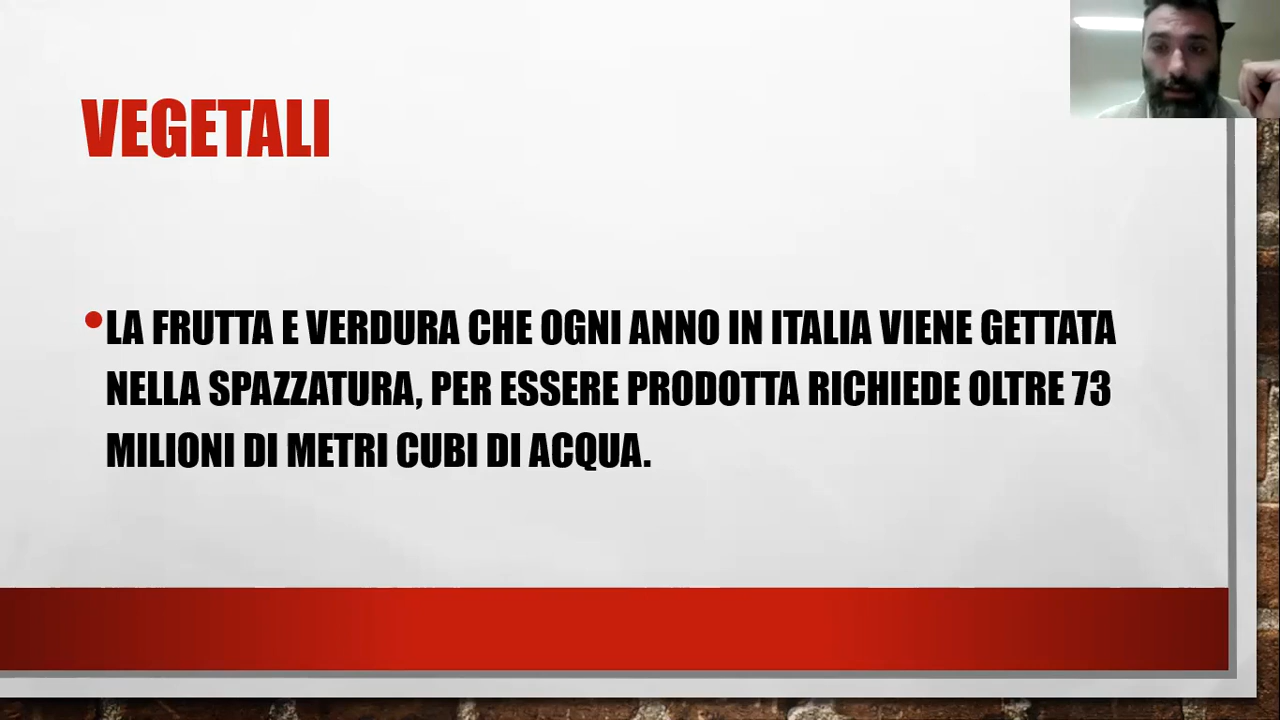 VEGETALI
•LA FRUTTA E VERDURA CHE OGNI ANNO IN ITALIA VIENE GETTATA
NELLA SPAZZATURA, PER ESSERE PRODOTTA RICHIEDE OLTRE 73
MILIONI DI METRI CUBI DI ACQUA.